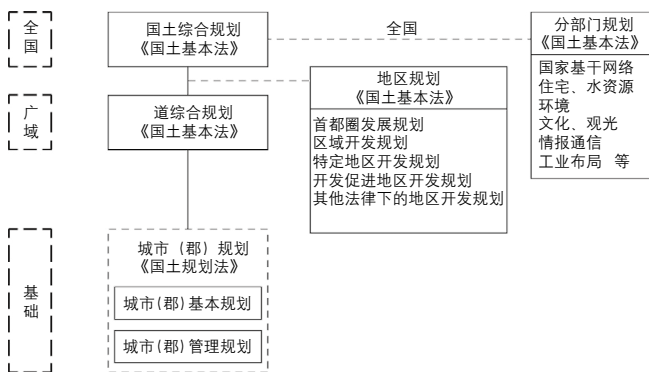 全
国
国土综合规划
《国土基本法》
全国
分部门规划
《国土基本法》
国家基干网络
住宅、水资源
环境
文化、观光
情报通信
工业布局 等
地区规划
《国土基本法》
首都圈发展规划
区域开发规划
特定地区开发规划
开发促进地区开发规划
其他法律下的地区开发规划
广
域
道综合规划
《国土基本法》
基
础
城市（郡）规划
《国土规划法》
城市(郡)基本规划
城市(郡)管理规划